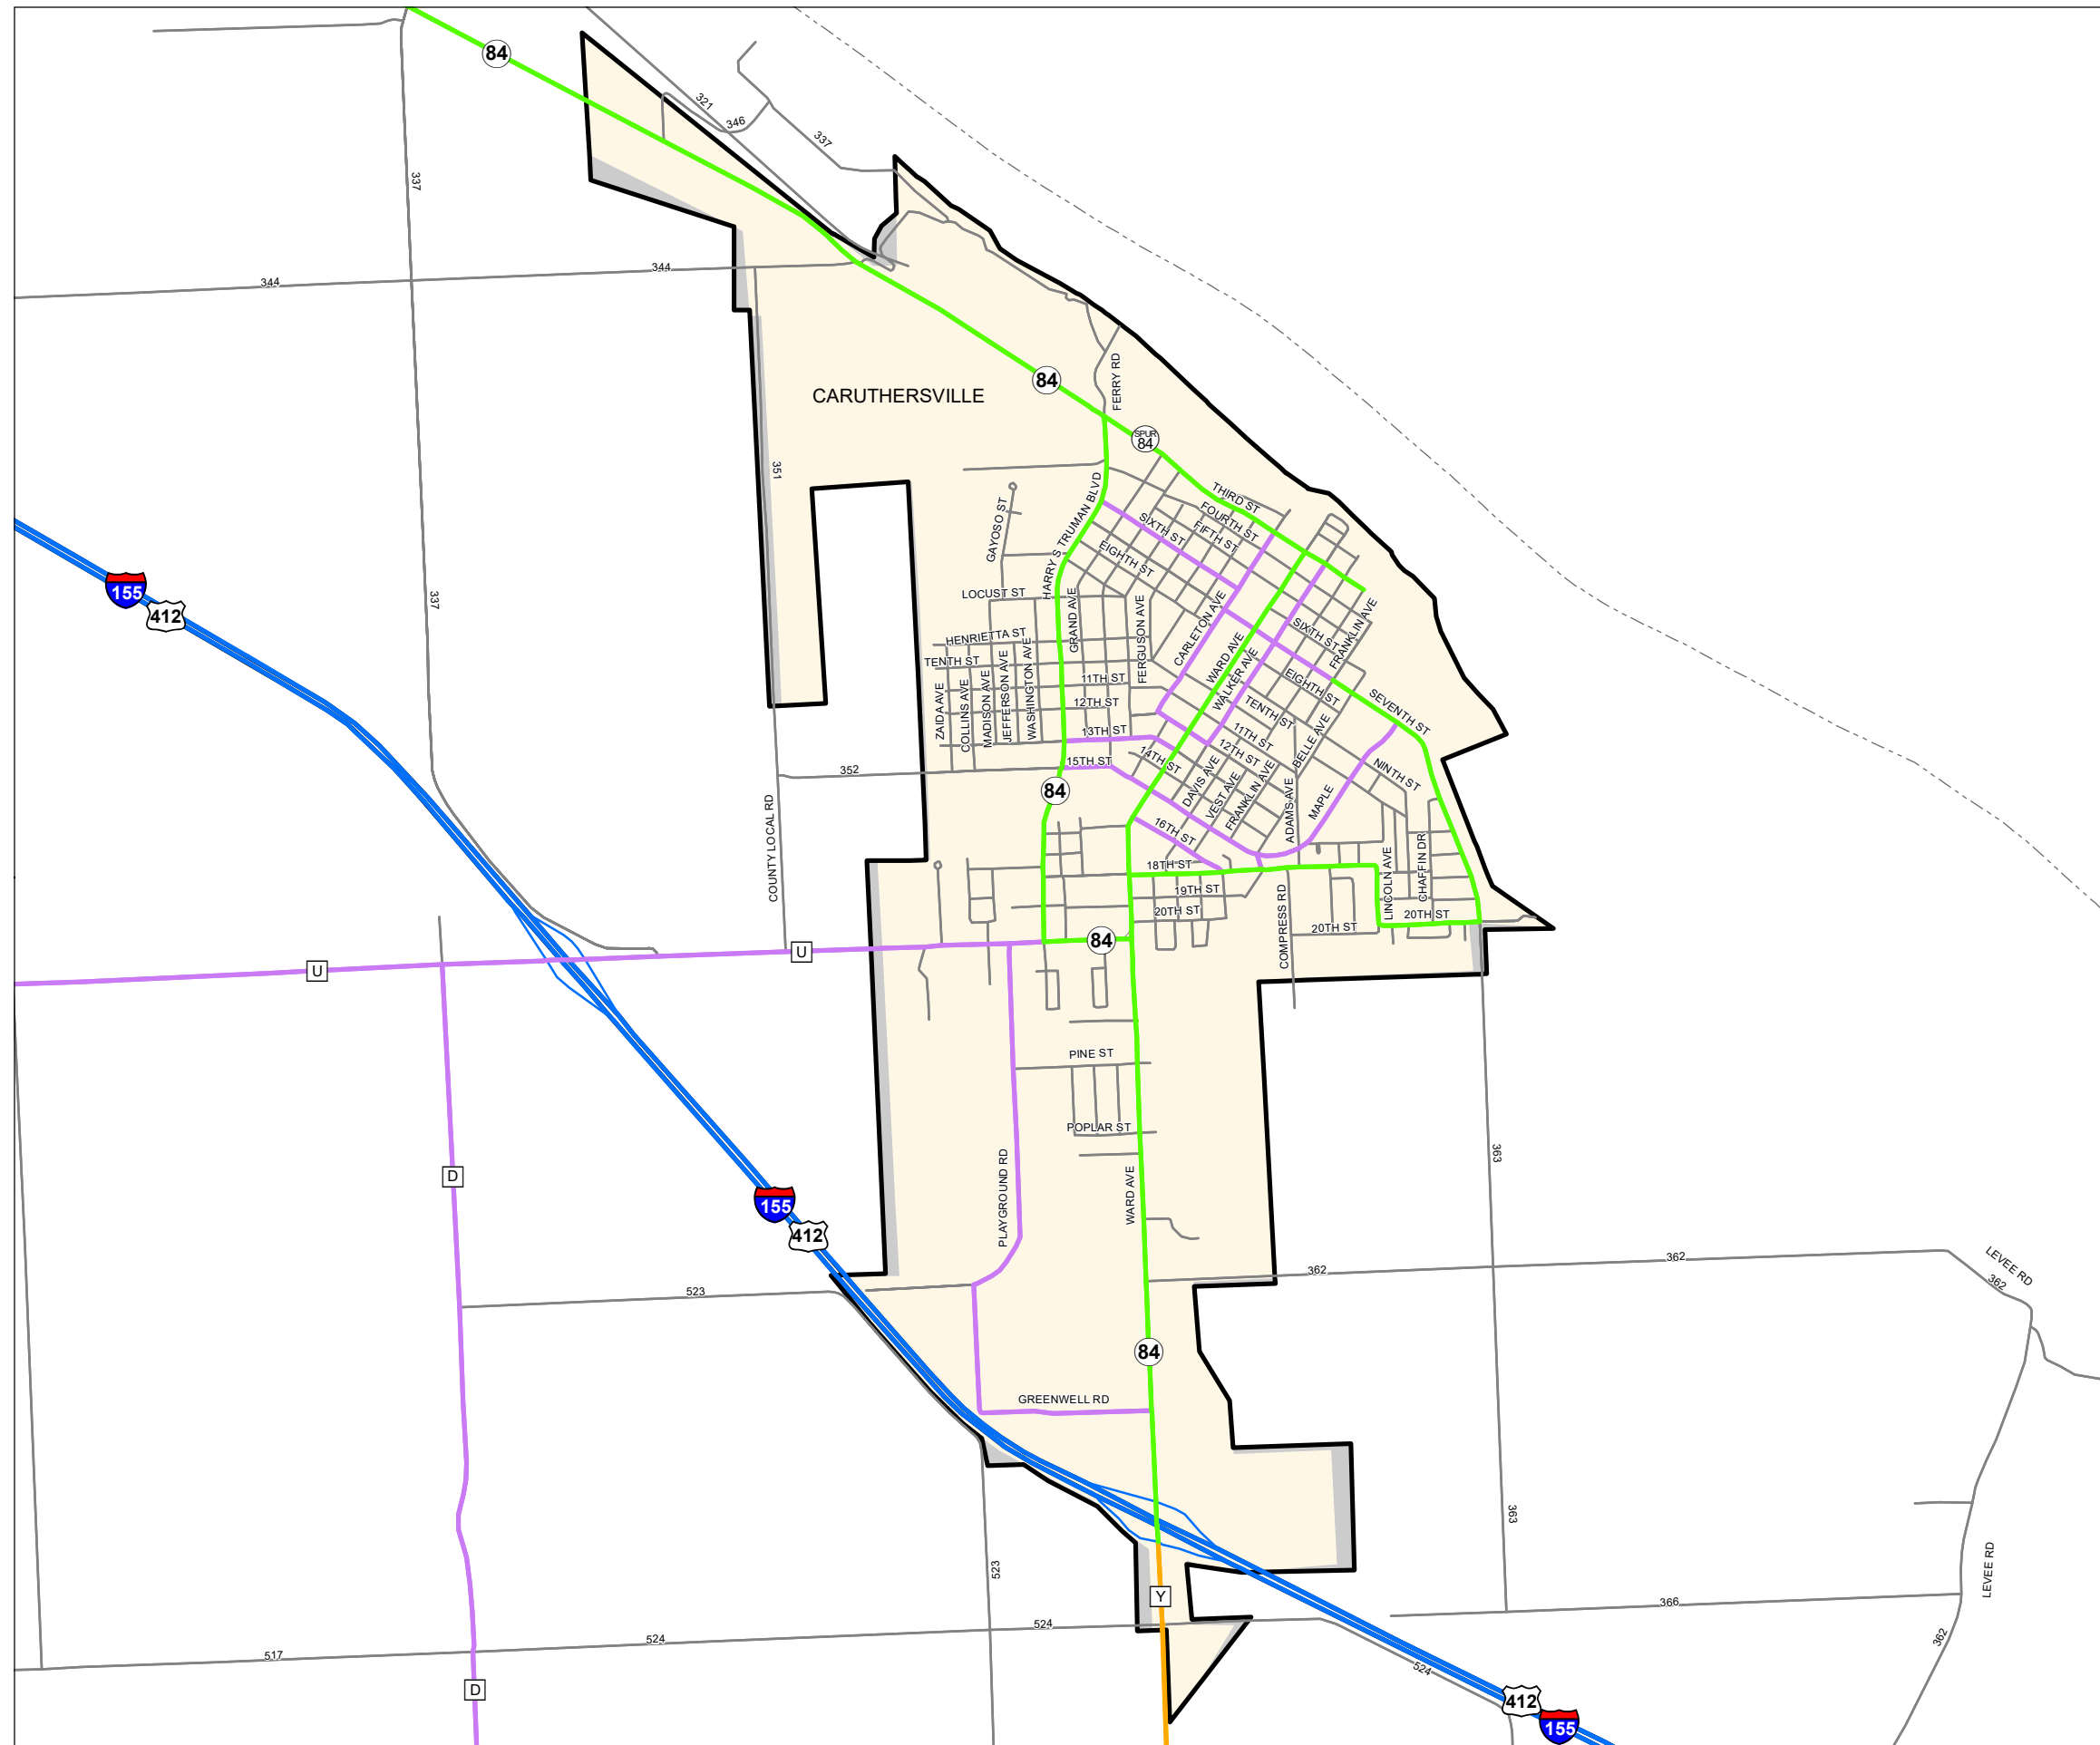 84
321
346
337
337
344
344
84
CARUTHERSVILLE
FERRY RD
SPUR
84
351
THIRD ST
FOURTH ST
FIFTH ST
SIXTH ST
EIGHTH ST
HARRY S TRUMAN BLVD
GAYOSO ST
155
412
337
LOCUST ST
GRAND AVE
FERGUSON AVE
CARLETON AVE
WARD AVE
WALKER AVE
SIXTH ST
FRANKLIN AVE
HENRIETTA ST
TENTH ST
11TH ST
12TH ST
13TH ST
15TH ST
ZAIDA AVE
COLLINS AVE
MADISON AVE
JEFFERSON AVE
WASHINGTON AVE
EIGHTH ST
SEVENTH ST
TENTH ST
11TH ST
12TH ST
BELLE AVE
14TH ST
DAVIS AVE
VEST AVE
FRANKLIN AVE
ADAMS AVE
MAPLE
NINTH ST
352
84
COUNTY LOCAL RD
16TH ST
18TH ST
19TH ST
20TH ST
COMPRESS RD
LINCOLN AVE
CHAFFIN DR
20TH ST
20TH ST
84
U
U
PINE ST
POPLAR ST
PLAYGROUND RD
WARD AVE
363
D
155
412
523
362
362
LEVEE RD
362
84
GREENWELL RD
363
523
Y
LEVEE RD
366
524
524
517
362
524
D
412
155